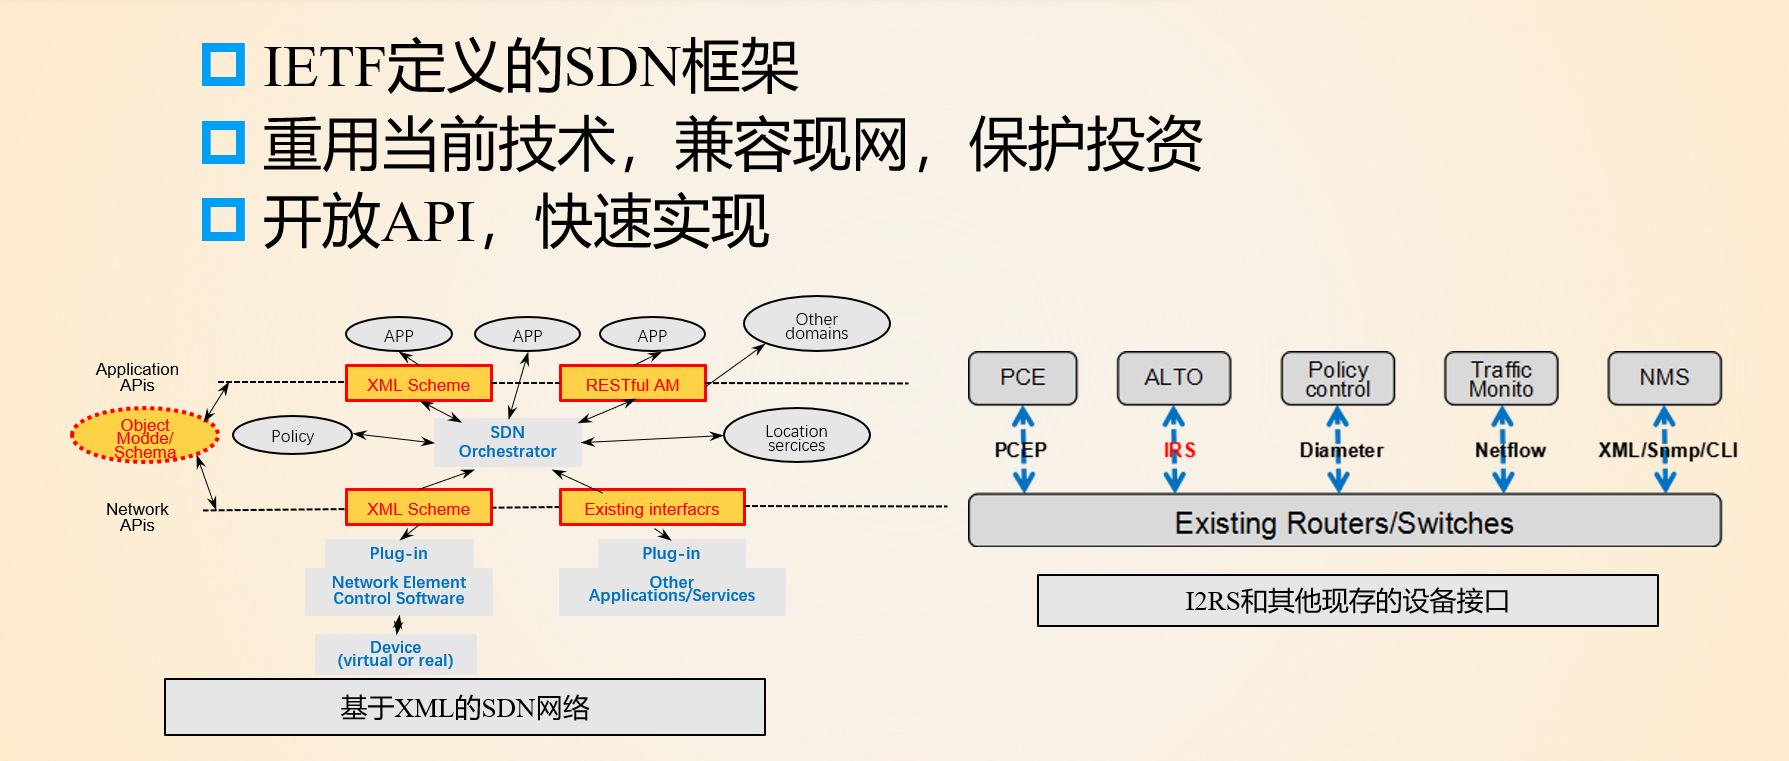 IETF定义的SDN框架
重用当前技术，兼容现网，保护投资
开放API，快速实现
APP
APP
APP
Other
domains
Application
APis
XML Scheme
RESTful AM
Object
Modde/
Schema
Policy
SDN
Orchestrator
Location
sercices
Network
APis
XML Scheme
Existing interfacrs
Plug-in
Network Element
Control Software
Plug-in
Other
Applications/Services
Device
(virtual or real)
基于XML的SDN网络
PCE
ALTO
Policy
control
Traffic
Monito
NMS
PCEP
IRS
Diameter
Netflow
XML/Snmp/CLI
Existing Routers/Switches
I2RS和其他现存的设备接口